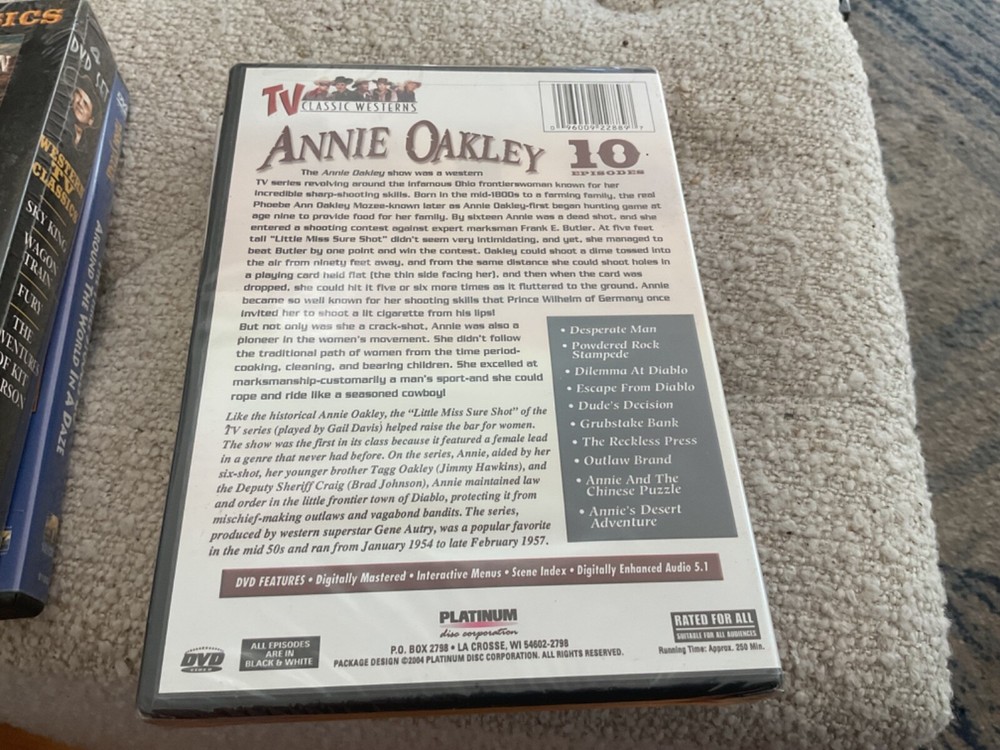 ICS
N
4
DVD SET
WESTERN
TV
CLASSICS
SKY KING
WAGON
TRAIN
FURY
THE
OF KIT
AROUND THE WORLD IN A DAZE
TV
CLASSIC WESTERNS
0 96009 22889 7
ANNIE OAKLEY 10
EPISODES
The Annie Oakley show was a western
TV series revolving around the infamous Ohio frontierswoman known for her
incredible sharp-shooting skills. Born in the mid-1800s to a farming family, the real
Phoebe Ann Oakley Mozee-known later as Annie Oakley-first began hunting game at
age nine to provide food for her family. By sixteen Annie was a dead shot, and she
entered a shooting contest against expert marksman Frank E. Butler. At five feet
tall "Little Miss Sure Shot" didn't seem very intimidating, and yet, she managed to
beat Butler by one point and win the contest. Oakley could shoot a dime tossed into
the air from ninety feet away, and from the same distance she could shoot holes in
a playing card held flat (the thin side facing her), and then when the card was
dropped, she could hit it five or six more times as it fluttered to the ground. Annie
became so well known for her shooting skills that Prince Wilhelm of Germany once
invited her to shoot a lit cigarette from his lips!
But not only was she a crack-shot, Annie was also a
pioneer in the women's movement. She didn't follow
the traditional path of women from the time period-
cooking, cleaning, and bearing children. She excelled at
marksmanship-customarily a man's sport-and she could
rope and ride like a seasoned cowboy!
Like the historical Annie Oakley, the "Little Miss Sure Shot" of the
TV series (played by Gail Davis) helped raise the bar for women.
The show was the first in its class because it featured a female lead
in a genre that never had before. On the series, Annie, aided by her
six-shot, her younger brother Tagg Oakley (Jimmy Hawkins), and
the Deputy Sheriff Craig (Brad Johnson), Annie maintained law
and order in the little frontier town of Diablo, protecting it from
mischief-making outlaws and vagabond bandits. The series,
produced by western superstar Gene Autry, was a popular favorite
in the mid 50s and ran from January 1954 to late February 1957.
• Desperate Man
• Powdered Rock
Stampede
• Dilemma At Diablo
• Escape From Diablo
• Dude's Decision
• Grubstake Bank
• The Reckless Press
• Outlaw Brand
• Annie And The
Chinese Puzzle
• Annie's Desert
Adventure
DVD FEATURES • Digitally Mastered • Interactive Menus • Scene Index • Digitally Enhanced Audio 5.1
DVD
VIDEO
ALL EPISODES
ARE IN
BLACK & WHITE
PLATINUM
disc corporation
P.O. BOX 2798 • LA CROSSE, WI 54602-2798
PACKAGE DESIGN ©2004 PLATINUM DISC CORPORATION. ALL RIGHTS RESERVED.
RATED FOR ALL
SUITABLE FOR ALL AUDIENCES
Running Time: Approx. 250 Min.